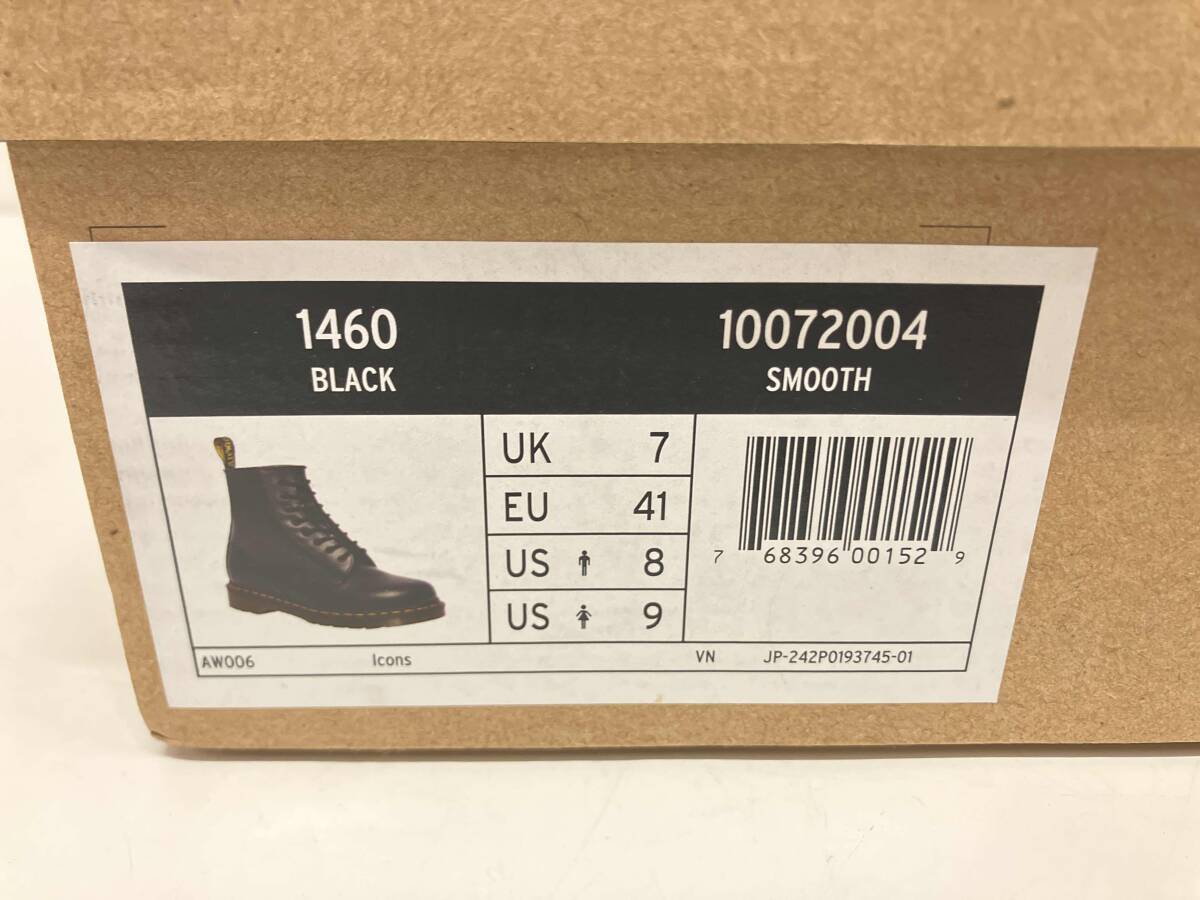 1460
BLACK
10072004
SMOOTH
UK 7
EU 41
US 8
US 9
7 68396 00152 9
AW006 Icons VN JP-242P0193745-01